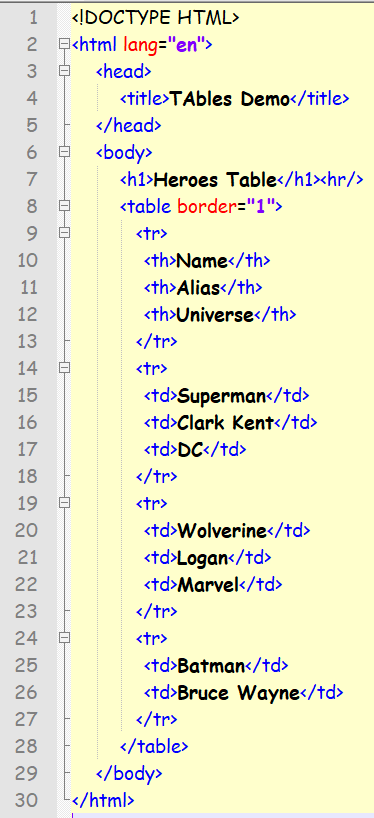 1 <!DOCTYPE HTML>
2 <html lang="en">
3 <head>
4 <title>TAbles Demo</title>
5 </head>
6 <body>
7 <h1>Heroes Table</h1><hr/>
8 <table border="1">
9 <tr>
10 <th>Name</th>
11 <th>Alias</th>
12 <th>Universe</th>
13 </tr>
14 <tr>
15 <td>Superman</td>
16 <td>Clark Kent</td>
17 <td>DC</td>
18 </tr>
19 <tr>
20 <td>Wolverine</td>
21 <td>Logan</td>
22 <td>Marvel</td>
23 </tr>
24 <tr>
25 <td>Batman</td>
26 <td>Bruce Wayne</td>
27 </tr>
28 </table>
29 </body>
30 </html>